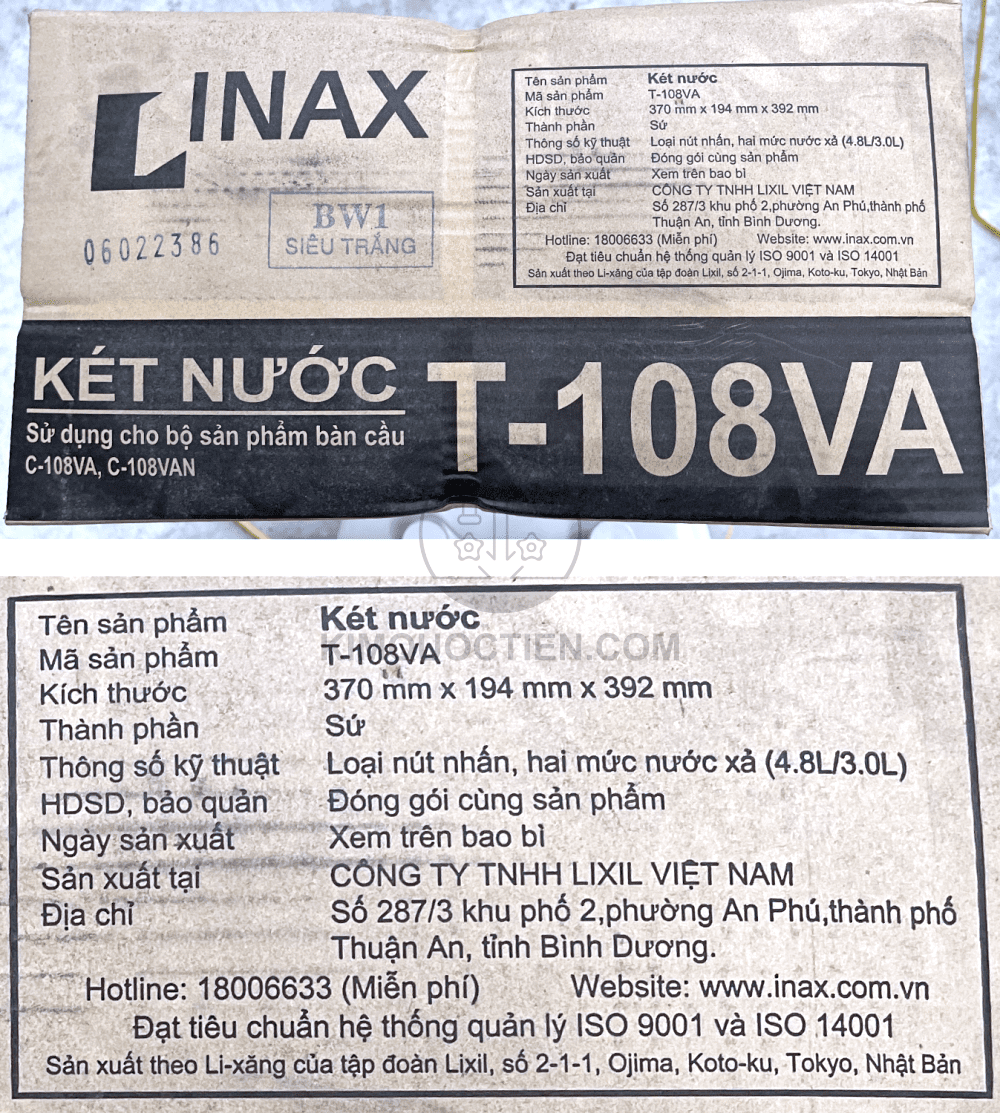 INAX
06022386
BW1
SIÊU TRẮNG
Tên sản phẩm Két nước
Mã sản phẩm T-108VA
Kích thước 370 mm x 194 mm x 392 mm
Thành phần Sứ
Thông số kỹ thuật Loại nút nhấn, hai mức nước xả (4.8L/3.0L)
HDSD, bảo quản Đóng gói cùng sản phẩm
Ngày sản xuất Xem trên bao bì
Sản xuất tại CÔNG TY TNHH LIXIL VIỆT NAM
Địa chỉ Số 287/3 khu phố 2,phường An Phú,thành phố
Thuận An, tỉnh Bình Dương.
Hotline: 18006633 (Miễn phí) Website: www.inax.com.vn
Đạt tiêu chuẩn hệ thống quản lý ISO 9001 và ISO 14001
Sản xuất theo Li-xăng của tập đoàn Lixil, số 2-1-1, Ojima, Koto-ku, Tokyo, Nhật Bản
KÉT NƯỚC T-108VA
Sử dụng cho bộ sản phẩm bàn cầu
C-108VA, C-108VAN
Tên sản phẩm Két nước
KIMQUOCTIEN.COM
Mã sản phẩm T-108VA
Kích thước 370 mm x 194 mm x 392 mm
Thành phần Sứ
Thông số kỹ thuật Loại nút nhấn, hai mức nước xả (4.8L/3.0L)
HDSD, bảo quản Đóng gói cùng sản phẩm
Ngày sản xuất Xem trên bao bì
Sản xuất tại CÔNG TY TNHH LIXIL VIỆT NAM
Địa chỉ Số 287/3 khu phố 2,phường An Phú,thành phố
Thuận An, tỉnh Bình Dương.
Hotline: 18006633 (Miễn phí) Website: www.inax.com.vn
Đạt tiêu chuẩn hệ thống quản lý ISO 9001 và ISO 14001
Sản xuất theo Li-xăng của tập đoàn Lixil, số 2-1-1, Ojima, Koto-ku, Tokyo, Nhật Bản